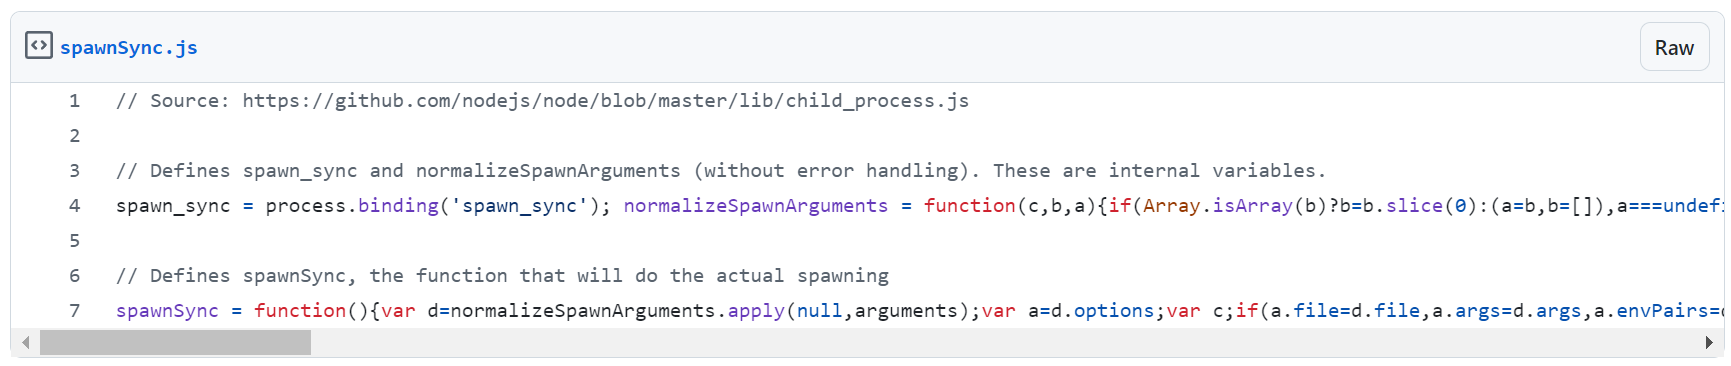 spawnSync.js
Raw
1 // Source: https://github.com/nodejs/node/blob/master/lib/child_process.js
2
3 // Defines spawn_sync and normalizeSpawnArguments (without error handling). These are internal variables.
4 spawn_sync = process.binding('spawn_sync'); normalizeSpawnArguments = function(c,b,a){if(Array.isArray(b)?b=b.slice(0):(a=b,b=[]),a===undefi
5
6 // Defines spawnSync, the function that will do the actual spawning
7 spawnSync = function(){var d=normalizeSpawnArguments.apply(null,arguments);var a=d.options;var c;if(a.file=d.file,a.args=d.args,a.envPairs=